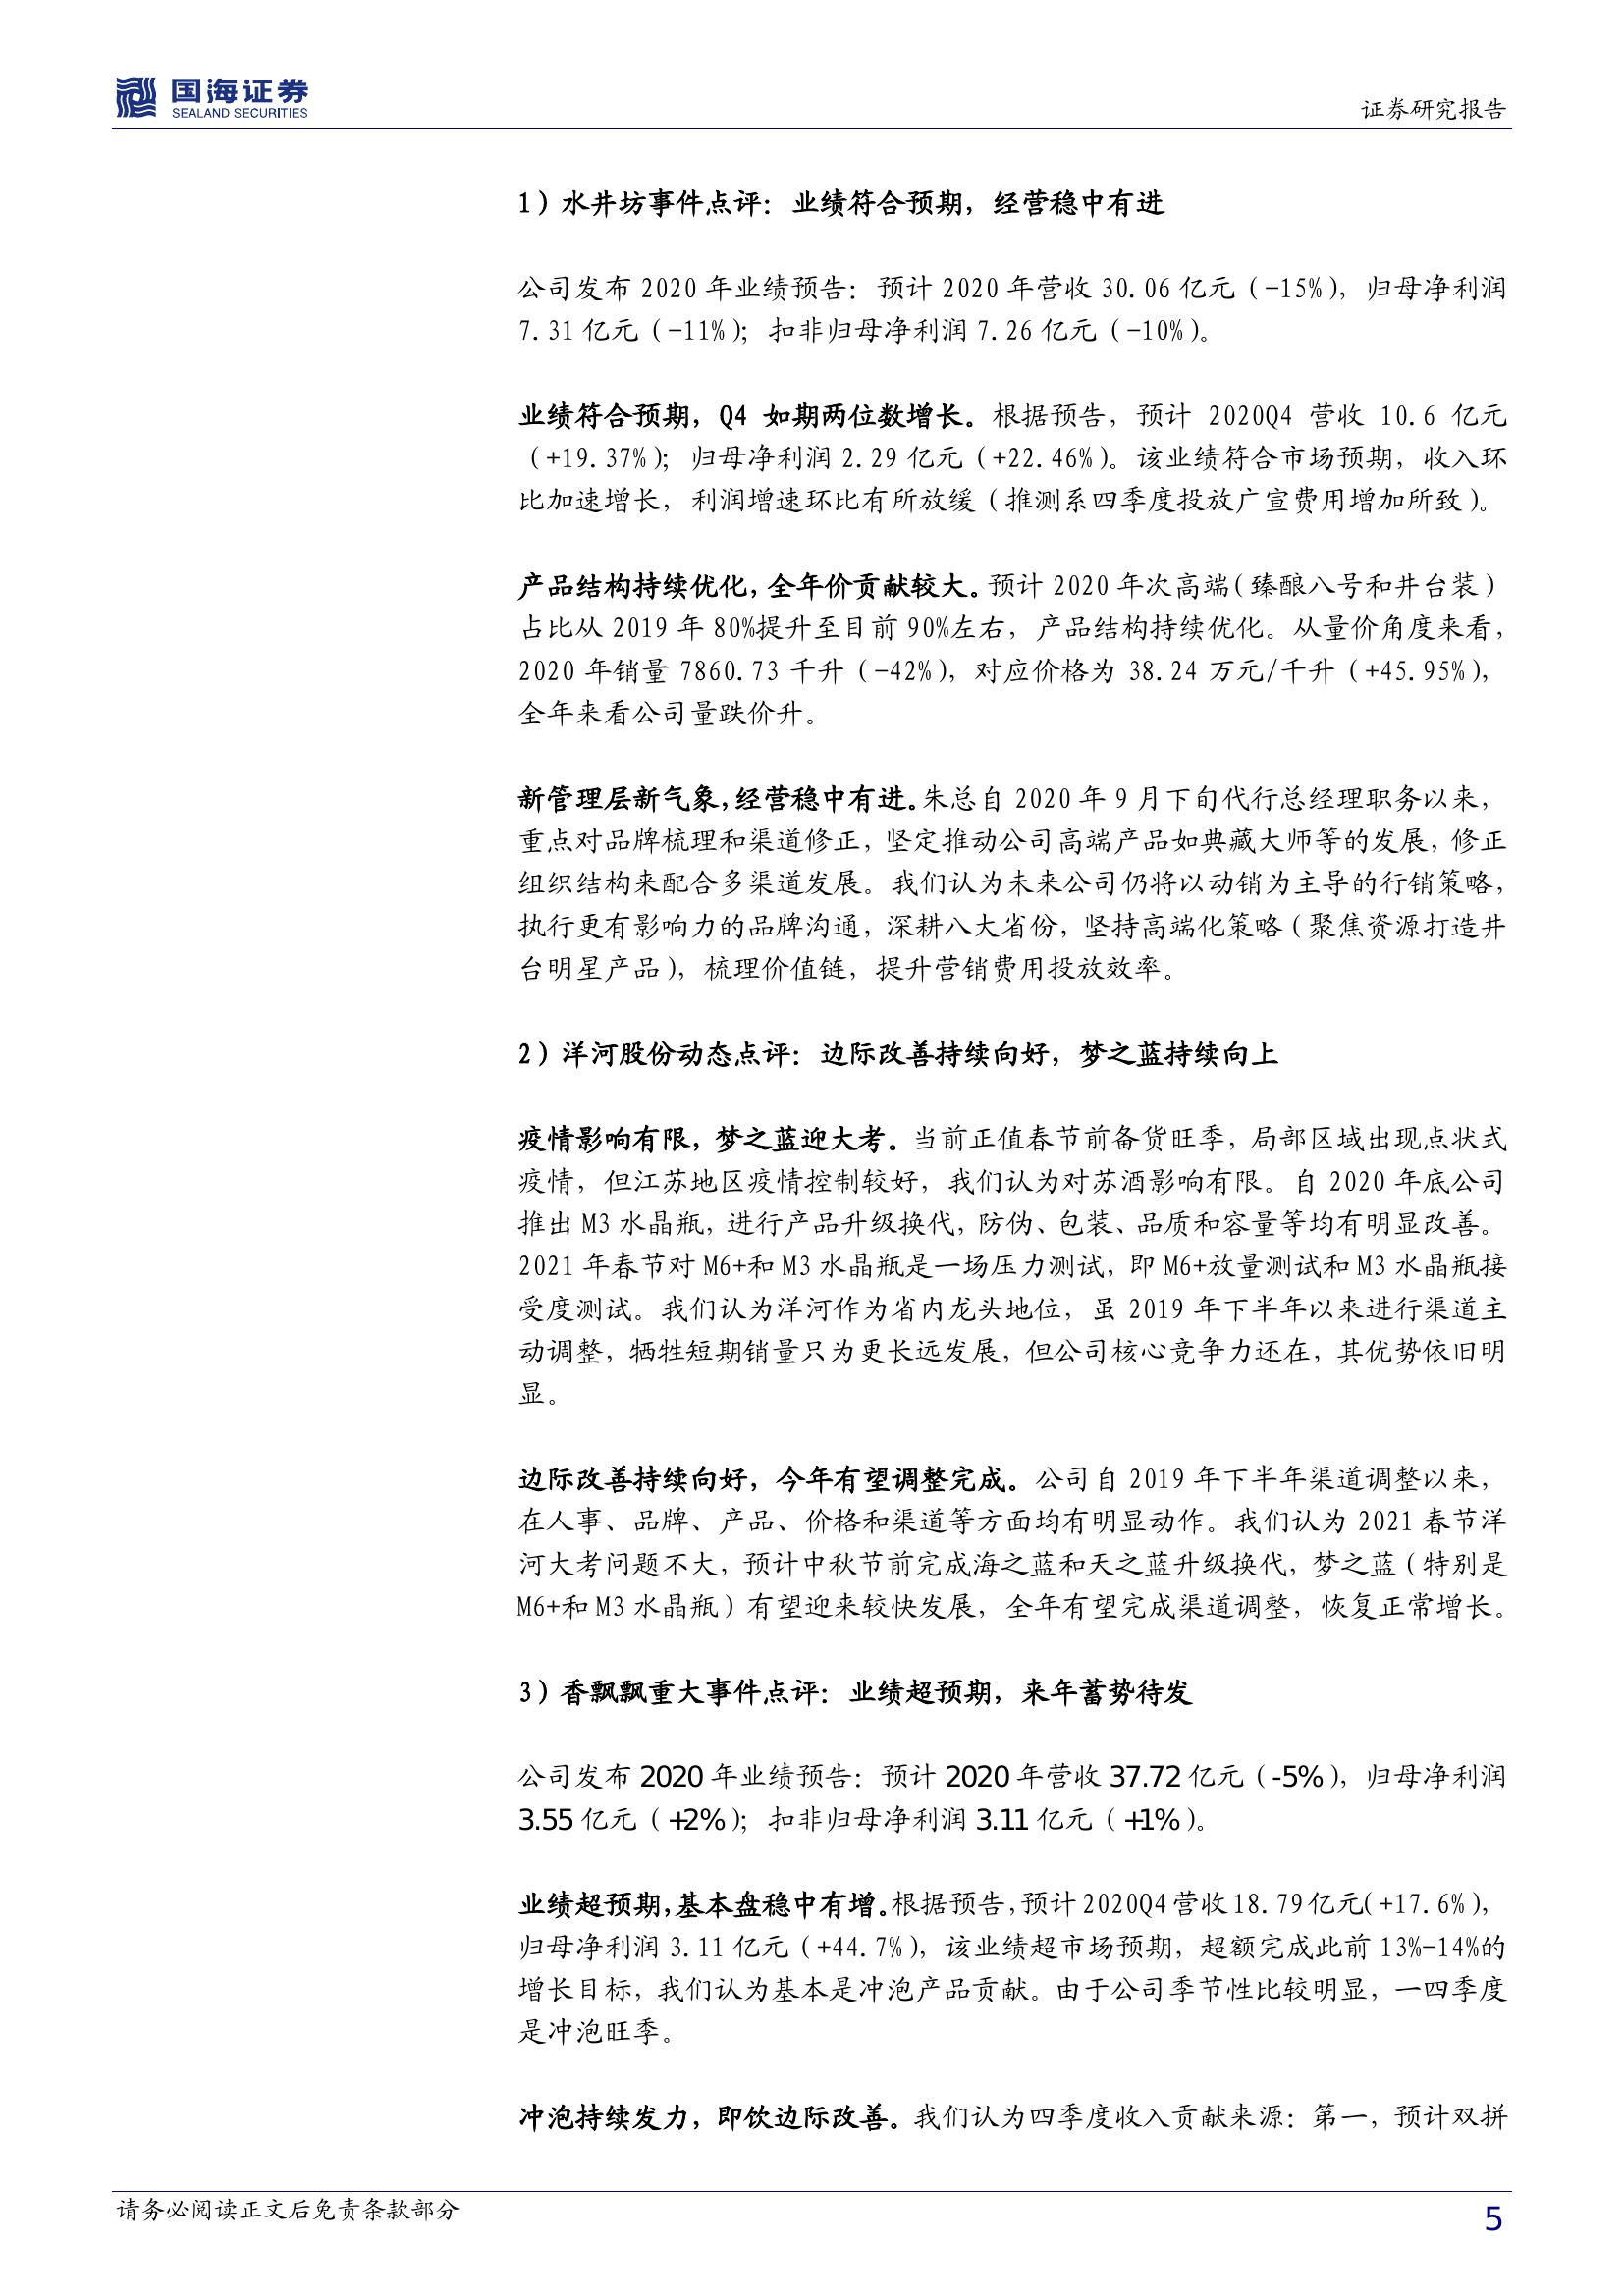 国海证券
SEALAND SECURITIES
证券研究报告
1）水井坊事件点评：业绩符合预期，经营稳中有进
公司发布 2020 年业绩预告：预计 2020 年营收 30.06 亿元（-15%），归母净利润
7.31 亿元（-11%）；扣非归母净利润 7.26 亿元（-10%）。
业绩符合预期，Q4 如期两位数增长。根据预告，预计 2020Q4 营收 10.6 亿元
（+19.37%）；归母净利润 2.29 亿元（+22.46%）。该业绩符合市场预期，收入环
比加速增长，利润增速环比有所放缓（推测系四季度投放广宣费用增加所致）。
产品结构持续优化，全年价贡献较大。预计 2020 年次高端（臻酿八号和井台装）
占比从 2019 年 80%提升至目前 90%左右，产品结构持续优化。从量价角度来看，
2020 年销量 7860.73 千升（-42%），对应价格为 38.24 万元/千升（+45.95%），
全年来看公司量跌价升。
新管理层新气象，经营稳中有进。朱总自 2020 年 9 月下旬代行总经理职务以来，
重点对品牌梳理和渠道修正，坚定推动公司高端产品如典藏大师等的发展，修正
组织结构来配合多渠道发展。我们认为未来公司仍将以动销为主导的行销策略，
执行更有影响力的品牌沟通，深耕八大省份，坚持高端化策略（聚焦资源打造井
台明星产品），梳理价值链，提升营销费用投放效率。
2）洋河股份动态点评：边际改善持续向好，梦之蓝持续向上
疫情影响有限，梦之蓝迎大考。当前正值春节前备货旺季，局部区域出现点状式
疫情，但江苏地区疫情控制较好，我们认为对苏酒影响有限。自 2020 年底公司
推出 M3 水晶瓶，进行产品升级换代，防伪、包装、品质和容量等均有明显改善。
2021 年春节对 M6+和 M3 水晶瓶是一场压力测试，即 M6+放量测试和 M3 水晶瓶接
受度测试。我们认为洋河作为省内龙头地位，虽 2019 年下半年以来进行渠道主
动调整，牺牲短期销量只为更长远发展，但公司核心竞争力还在，其优势依旧明
显。
边际改善持续向好，今年有望调整完成。公司自 2019 年下半年渠道调整以来，
在人事、品牌、产品、价格和渠道等方面均有明显动作。我们认为 2021 春节洋
河大考问题不大，预计中秋节前完成海之蓝和天之蓝升级换代，梦之蓝（特别是
M6+和 M3 水晶瓶）有望迎来较快发展，全年有望完成渠道调整，恢复正常增长。
3）香飘飘重大事件点评：业绩超预期，来年蓄势待发
公司发布 2020 年业绩预告：预计 2020 年营收 37.72 亿元（-5%），归母净利润
3.55 亿元（+2%）；扣非归母净利润 3.11 亿元（+1%）。
业绩超预期，基本盘稳中有增。根据预告，预计 2020Q4 营收 18.79 亿元（+17.6%），
归母净利润 3.11 亿元（+44.7%），该业绩超市场预期，超额完成此前 13%-14%的
增长目标，我们认为基本是冲泡产品贡献。由于公司季节性比较明显，一四季度
是冲泡旺季。
冲泡持续发力，即饮边际改善。我们认为四季度收入贡献来源：第一，预计双拼
请务必阅读正文后免责条款部分
5